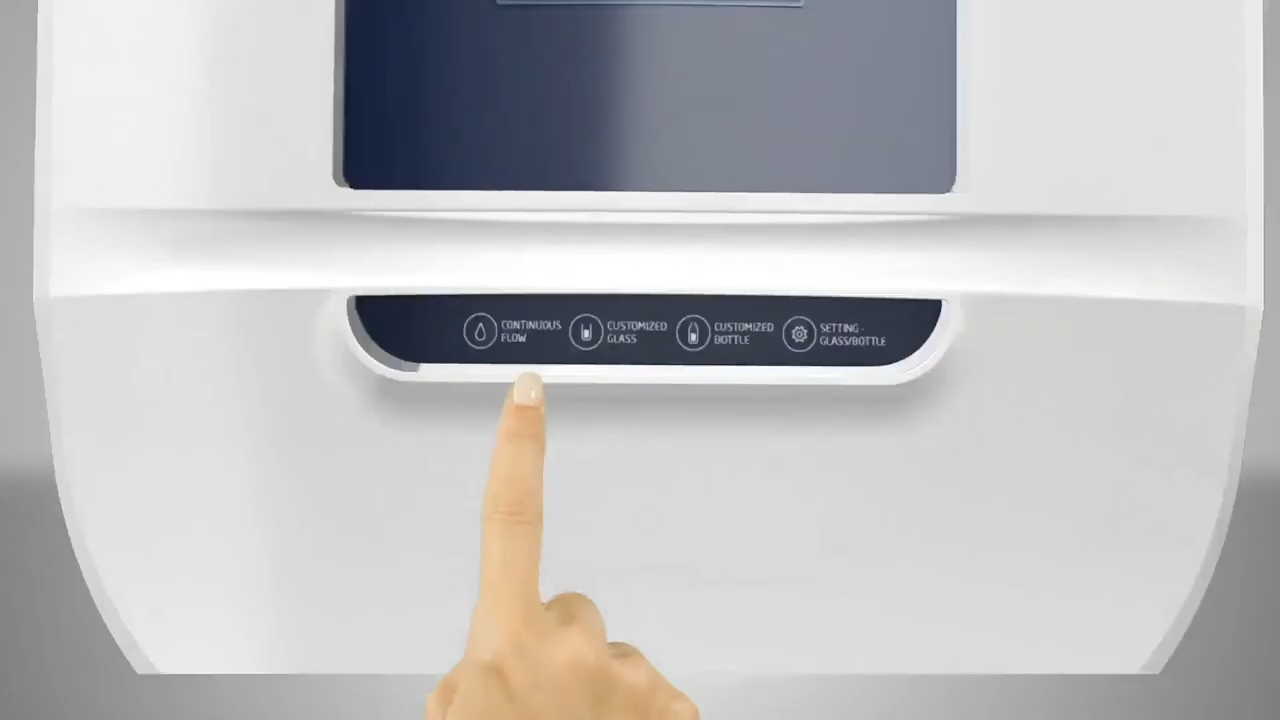 CONTINUOUS
FLOW
CUSTOMIZED
GLASS
CUSTOMIZED
BOTTLE
SETTING -
GLASS/BOTTLE